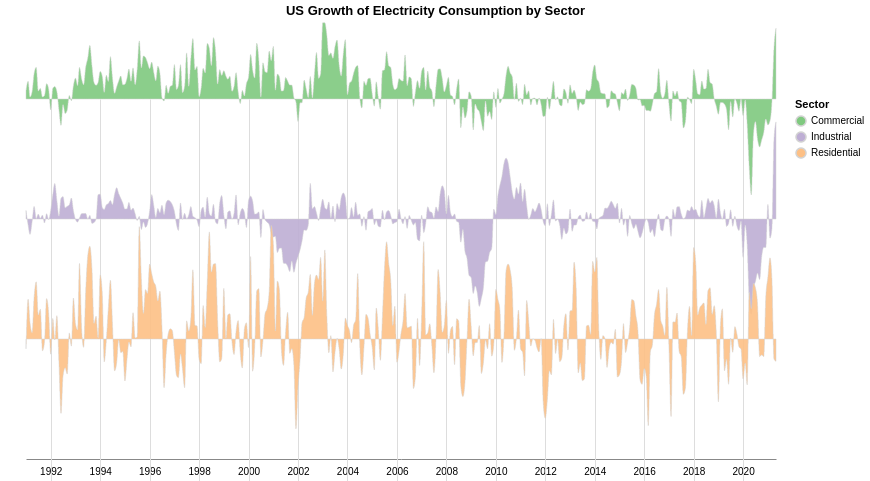 US Growth of Electricity Consumption by Sector
Sector
Commercial
Industrial
Residential
1992 1994 1996 1998 2000 2002 2004 2006 2008 2010 2012 2014 2016 2018 2020